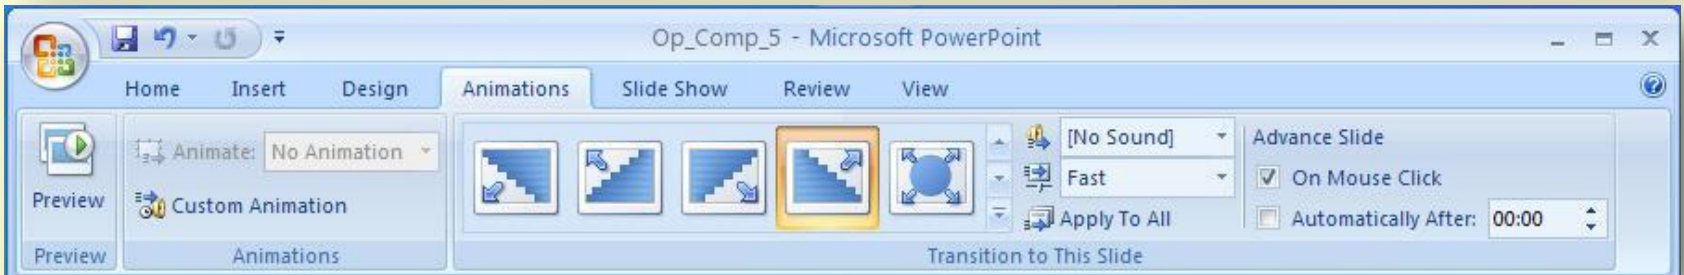 Op_Comp_5 - Microsoft PowerPoint
Home Insert Design Animations Slide Show Review View
Animate: No Animation [No Sound] Advance Slide
Fast On Mouse Click
Preview Custom Animation
Apply To All Automatically After: 00:00
Preview Animations Transition to This Slide